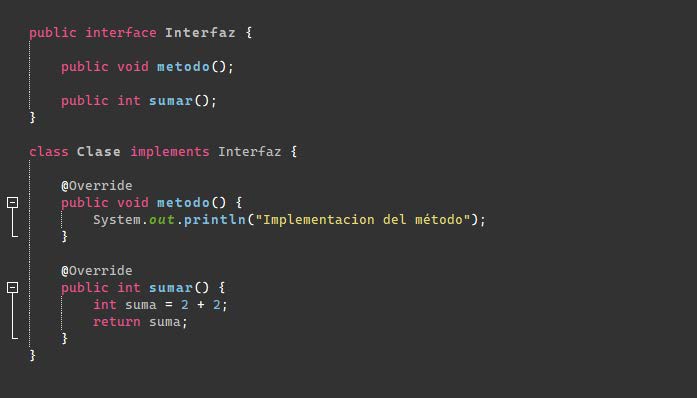 public interface Interfaz {
public void metodo();
public int sumar();
}
class Clase implements Interfaz {
@Override
public void metodo() {
System.out.println("Implementacion del método");
}
@Override
public int sumar() {
int suma = 2 + 2;
return suma;
}
}